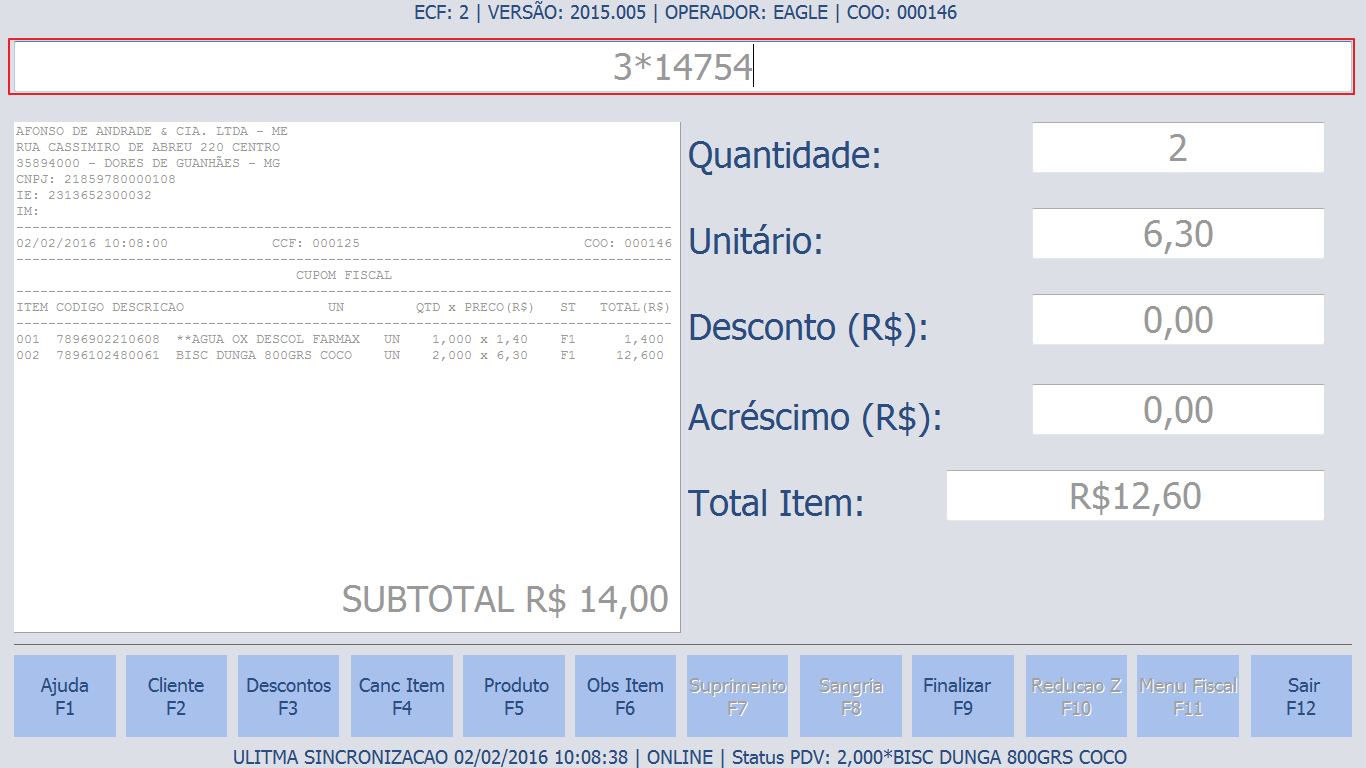 ECF: 2 | VERSÃO: 2015.005 | OPERADOR: EAGLE | COO: 000146
3*14754
AFONSO DE ANDRADE & CIA. LTDA - ME
RUA CASSIMIRO DE ABREU 220 CENTRO
35894000 - DORES DE GUANHÃES - MG
CNPJ: 21859780000108
IE: 2313652300032
IM:
02/02/2016 10:08:00 CCF: 000125 COO: 000146
CUPOM FISCAL
ITEM CODIGO DESCRICAO UN QTD x PRECO(R$) ST TOTAL(R$)
001 7896902210608 **AGUA OX DESCOL FARMAX UN 1,000 x 1,40 F1 1,400
002 7896102480061 BISC DUNGA 800GRS COCO UN 2,000 x 6,30 F1 12,600
SUBTOTAL R$ 14,00
Quantidade: 2
Unitário: 6,30
Desconto (R$): 0,00
Acréscimo (R$): 0,00
Total Item: R$12,60
Ajuda
F1
Cliente
F2
Descontos
F3
Canc Item
F4
Produto
F5
Obs Item
F6
Suprimento
F7
Sangria
F8
Finalizar
F9
Reducao Z
F10
Menu Fiscal
F11
Sair
F12
ULITMA SINCRONIZACAO 02/02/2016 10:08:38 | ONLINE | Status PDV: 2,000*BISC DUNGA 800GRS COCO